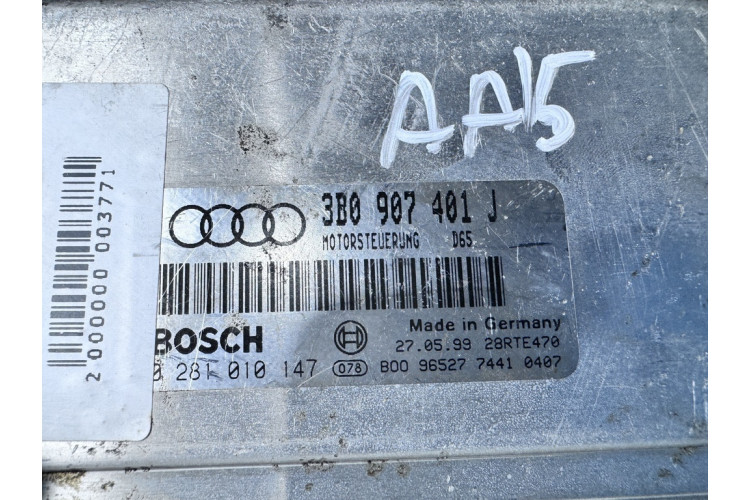 AA15
3B0 907 401 J
MOTORSTEUERUNG D65
BOSCH
Made in Germany
27.05.99 28RTE470
0 281 010 147 078 B00 96527 7441 0407
2 000000 003771